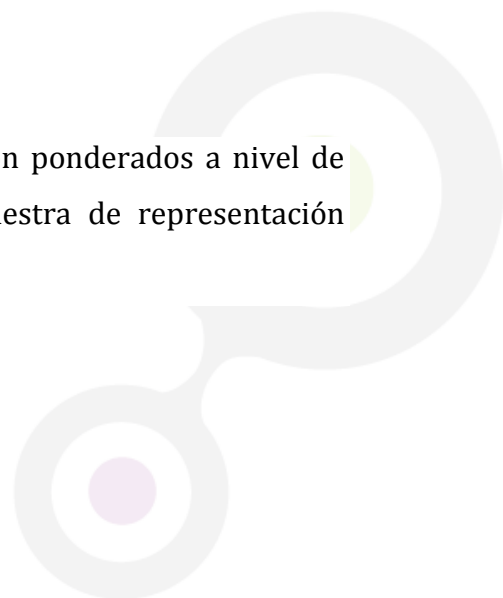 n ponderados a nivel de
estra de representación